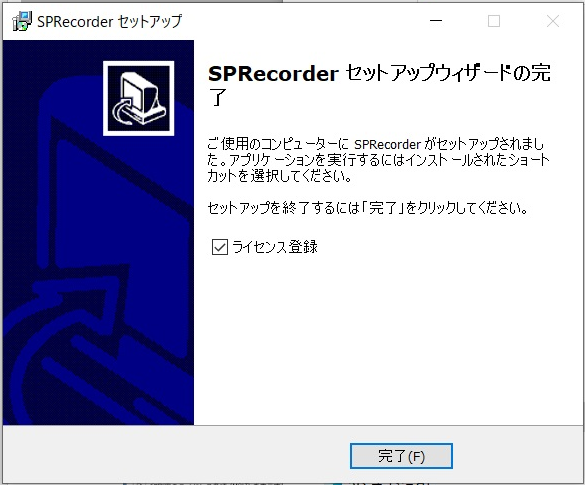 SPRecorder セットアップ
SPRecorder セットアップウィザードの完
了
ご使用のコンピューターに SPRecorder がセットアップされまし
た。アプリケーションを実行するにはインストールされたショート
カットを選択してください。
セットアップを終了するには「完了」をクリックしてください。
ライセンス登録
完了(F)